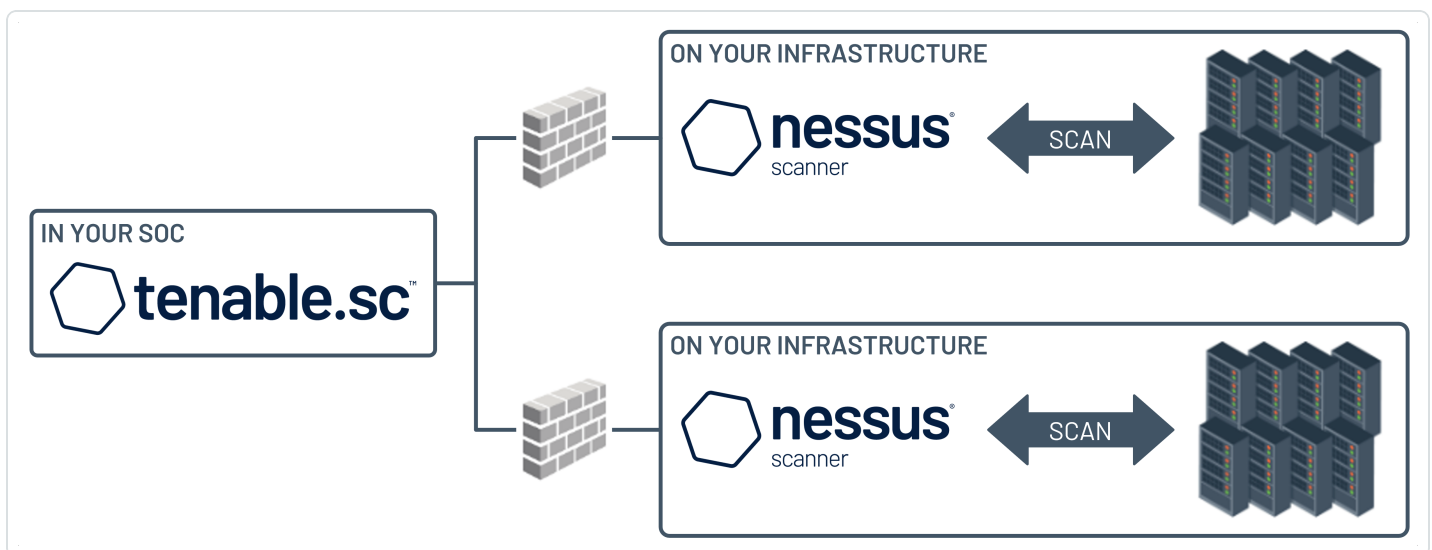 ON YOUR INFRASTRUCTURE
nessus®
scanner
SCAN
IN YOUR SOC
tenable.sc™
ON YOUR INFRASTRUCTURE
nessus®
scanner
SCAN